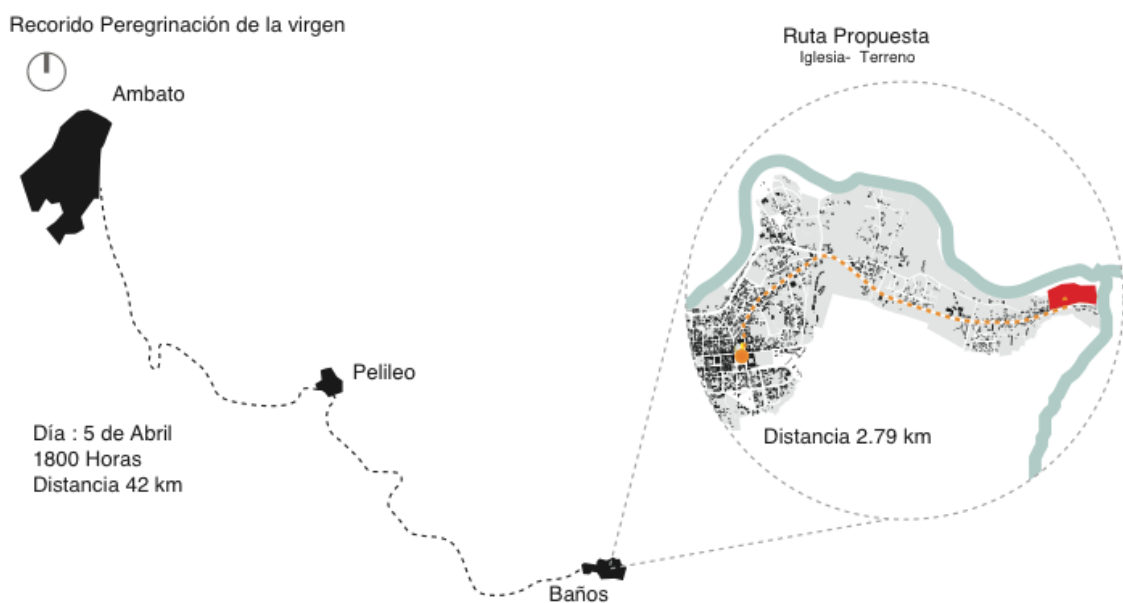 Recorido Peregrinación de la virgen
Ambato
Pelileo
Día : 5 de Abril
1800 Horas
Distancia 42 km
Baños
Ruta Propuesta
Iglesia- Terreno
Distancia 2.79 km